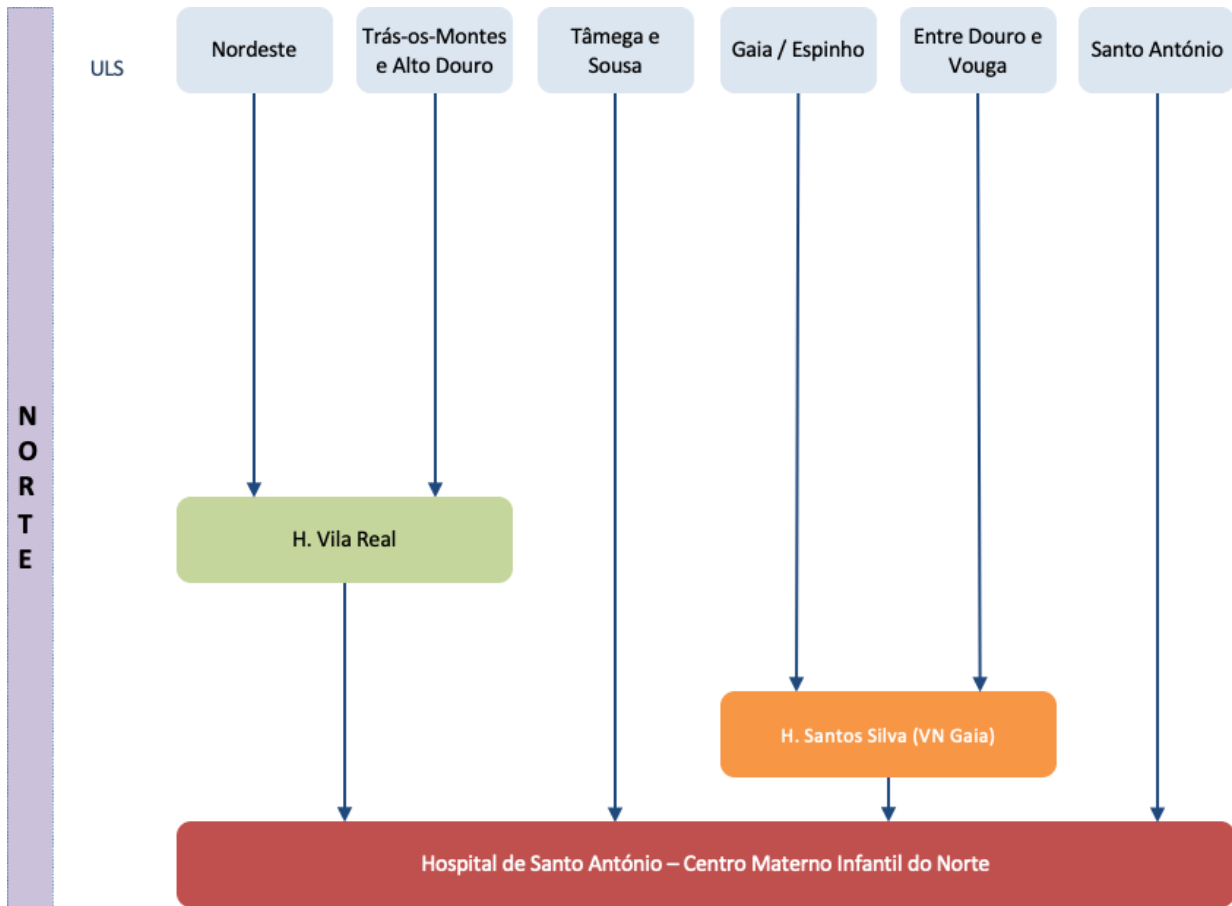 ULS
Nordeste
Trás-os-Montes
e Alto Douro
Tâmega e
Sousa
Gaia / Espinho
Entre Douro e
Vouga
Santo António
N
O
R
T
E
H. Vila Real
H. Santos Silva (VN Gaia)
Hospital de Santo António – Centro Materno Infantil do Norte